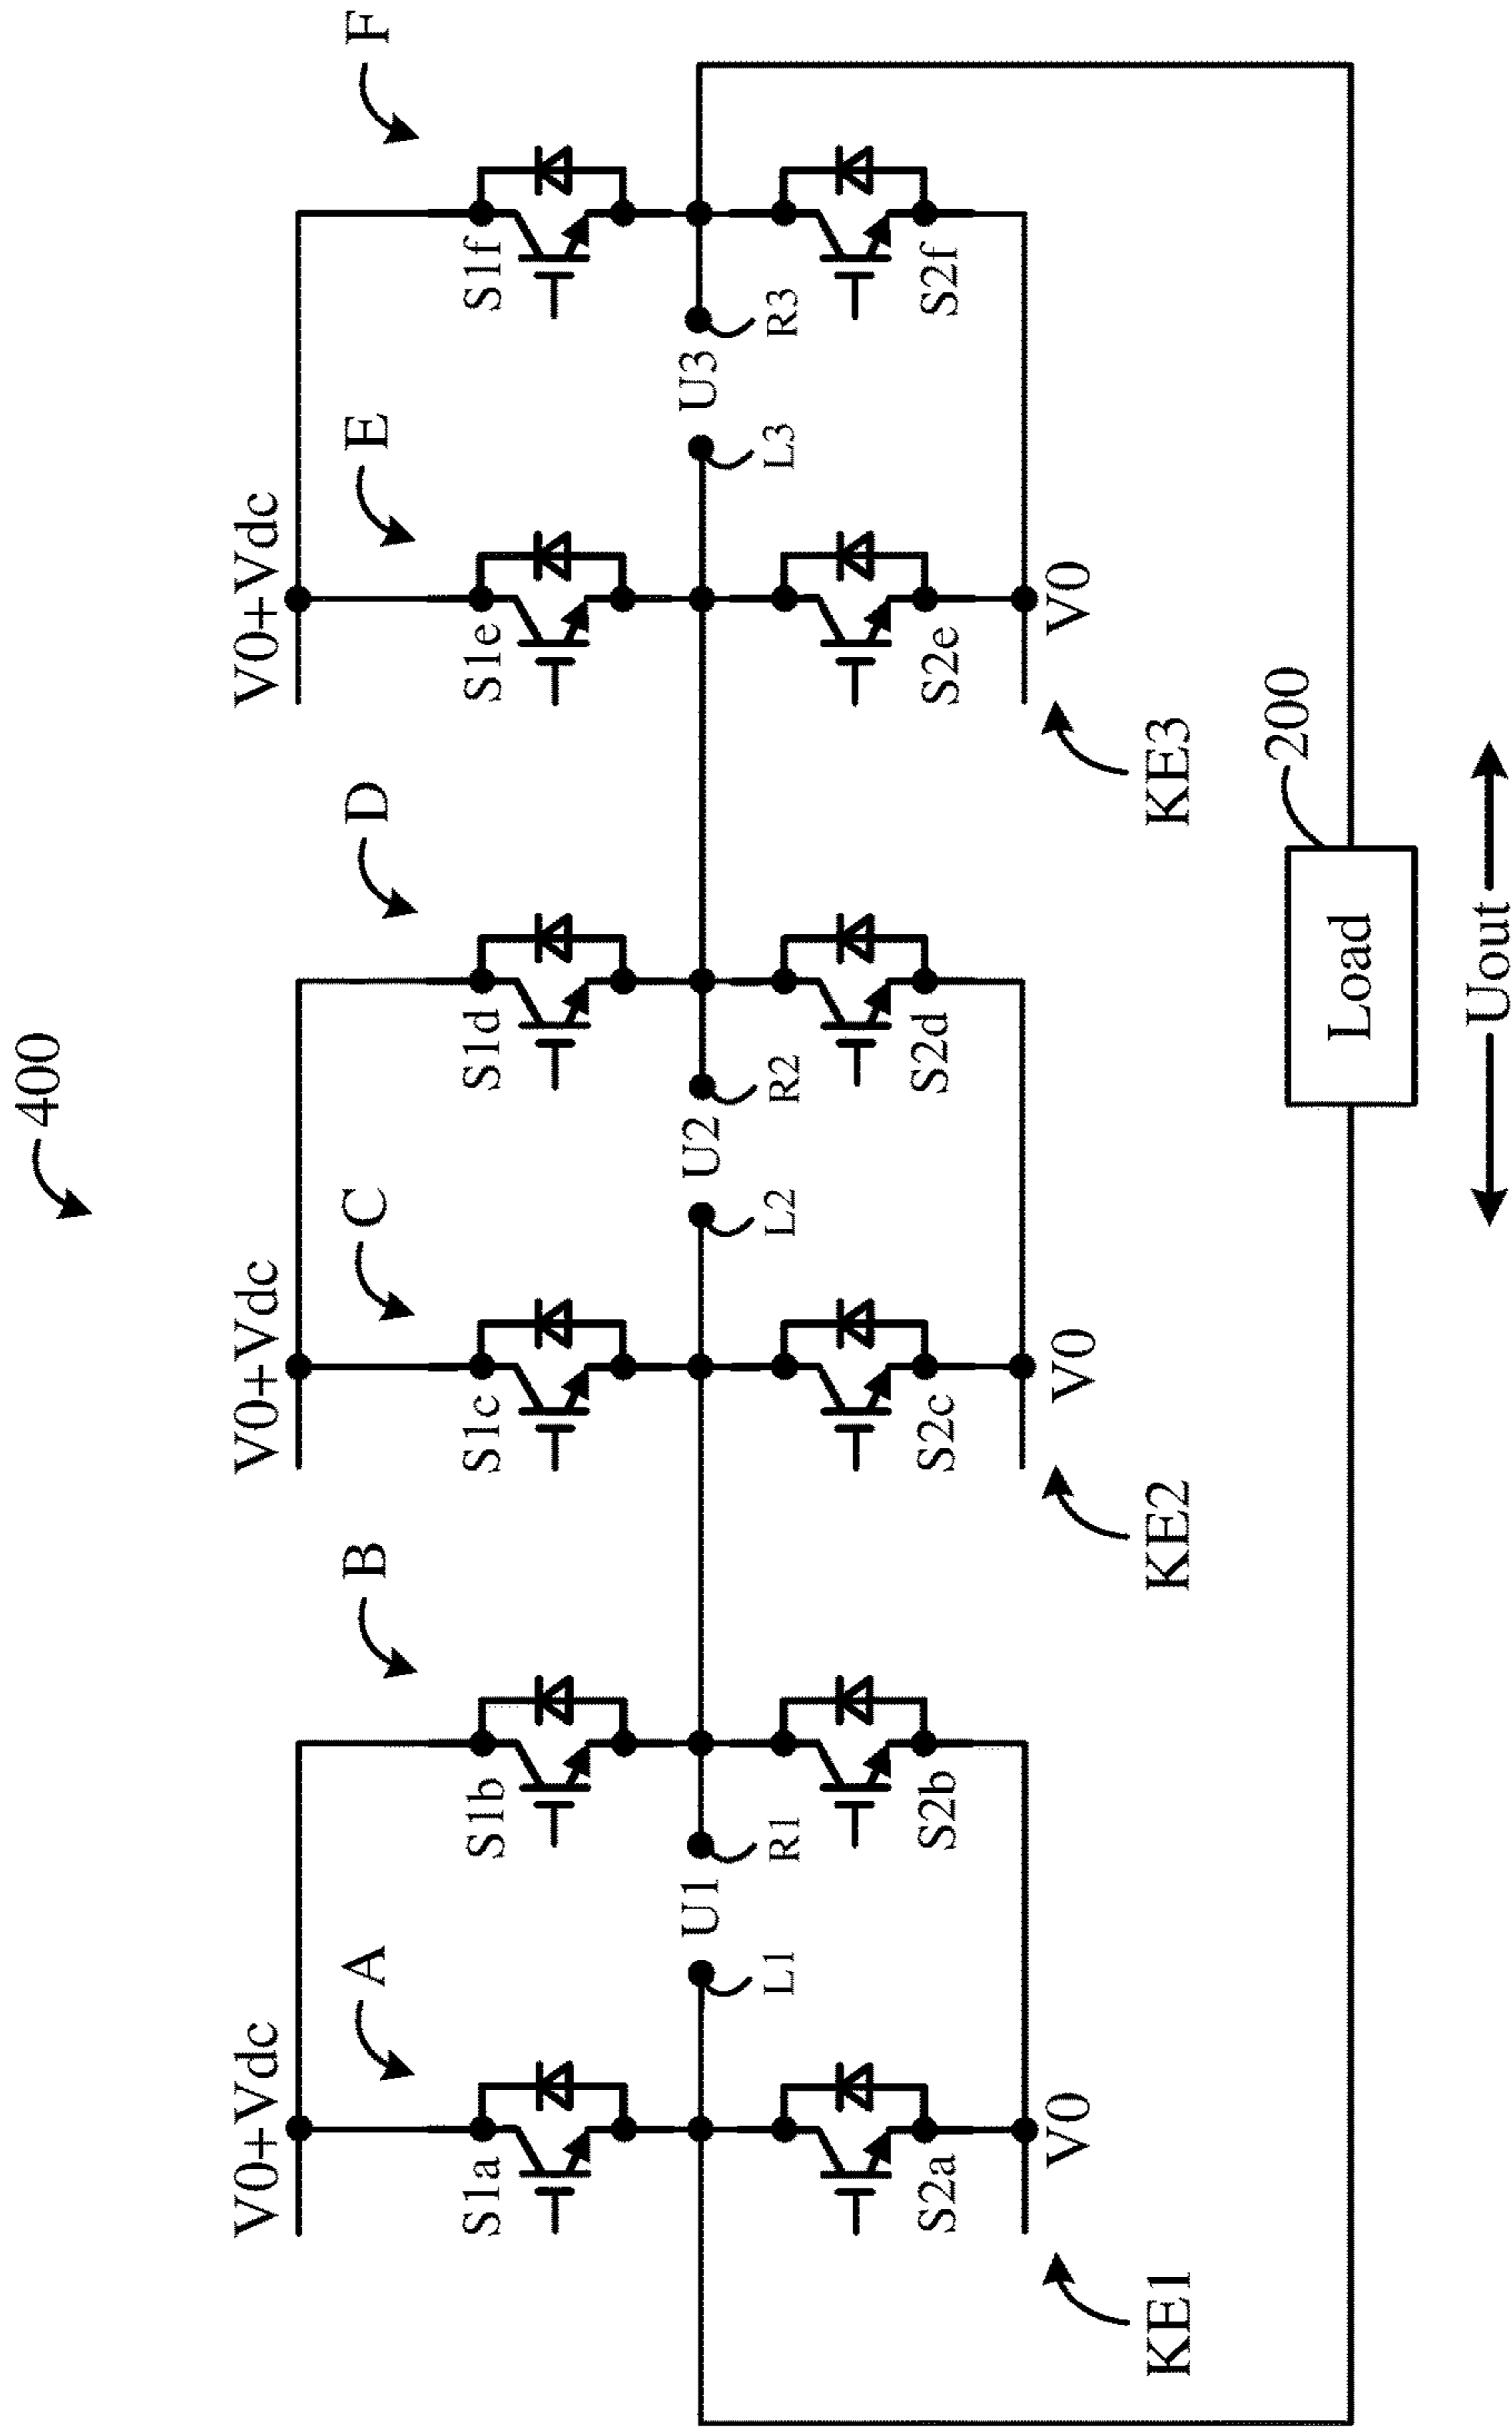 400
A
B
C
D
E
F
V0+Vdc
V0+Vdc
V0+Vdc
S1a
S1b
S1c
S1d
S1e
S1f
U1
U2
U3
L1
R1
L2
R2
L3
R3
S2a
S2b
S2c
S2d
S2e
S2f
V0
V0
V0
KE1
KE2
KE3
200
Load
Uout